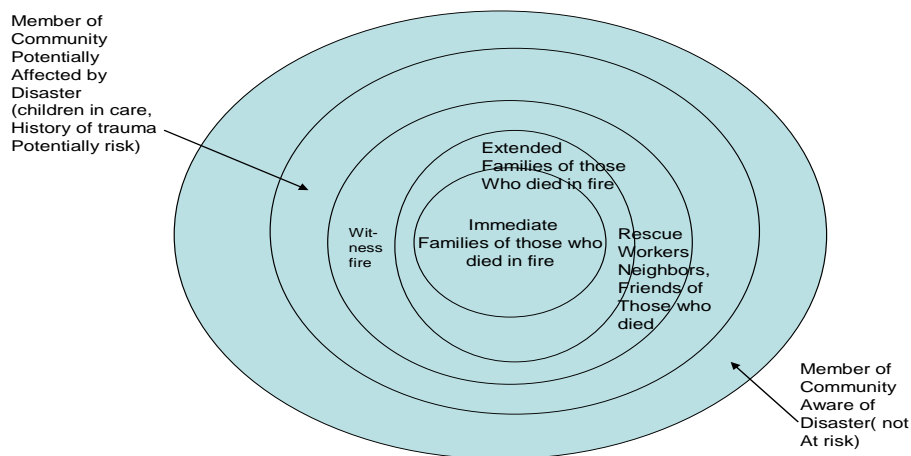 Member of
Community
Potentially
Affected by
Disaster
(children in care,
History of trauma
Potentially risk)
Extended
Families of those
Who died in fire
Immediate
Families of those who
died in fire
Wit-
ness
fire
Rescue
Workers
Neighbors,
Friends of
Those who
died
Member of
Community
Aware of
Disaster( not
At risk)